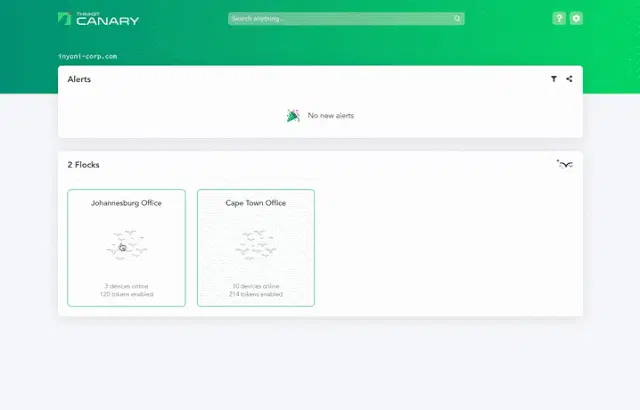 THINKST
CANARY
Search anything...
?
inyoni-corp.com
Alerts
No new alerts
2 Flocks
Johannesburg Office
3 devices online
120 tokens enabled
Cape Town Office
10 devices online
214 tokens enabled